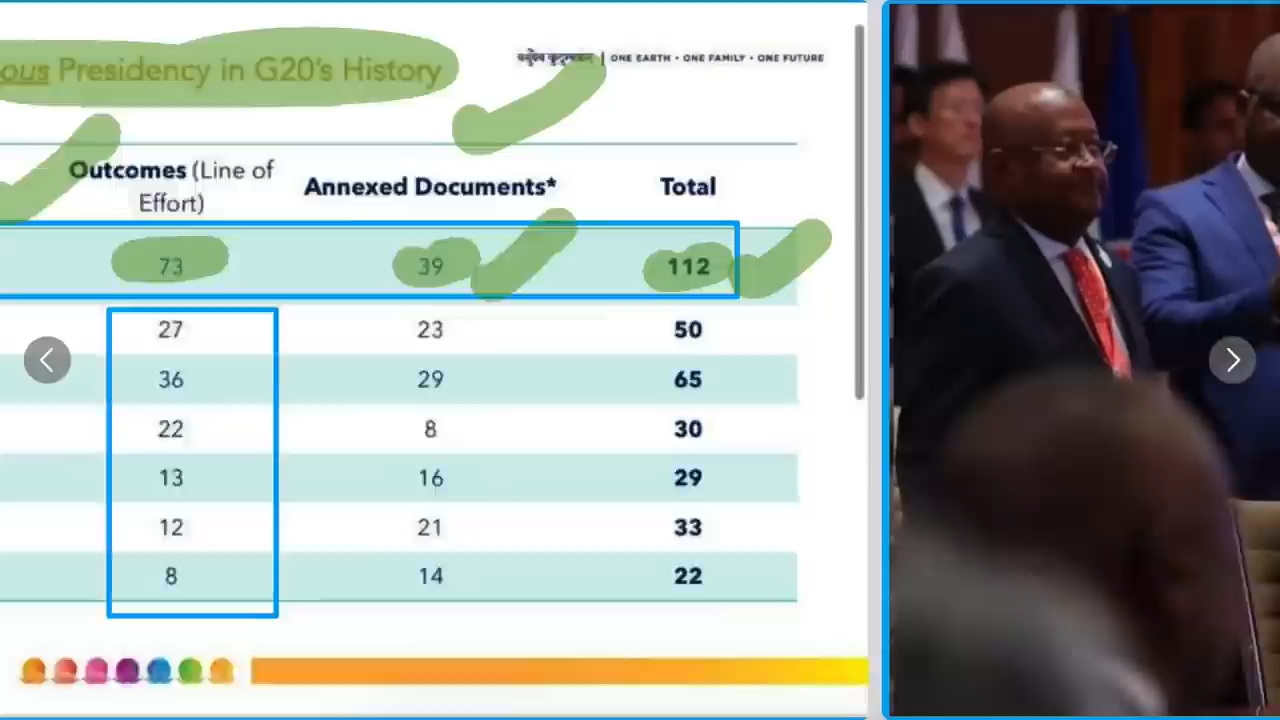 ous Presidency in G20's History
वसुधैव कुटुम्बकम् | ONE EARTH • ONE FAMILY • ONE FUTURE
Outcomes (Line of
Effort)
Annexed Documents*
Total
73 39 112
27 23 50
36 29 65
22 8 30
13 16 29
12 21 33
8 14 22